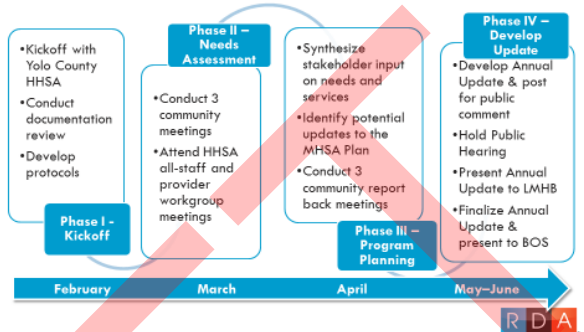 •Kickoff with
Yolo County
HHSA
•Conduct
documentation
review
•Develop
protocols
Phase I -
Kickoff
Phase II –
Needs
Assessment
•Conduct 3
community
meetings
•Attend HHSA
all-staff and
provider
workgroup
meetings
•Synthesize
stakeholder input
on needs and
services
•Identify potential
updates to the
MHSA Plan
•Conduct 3
community report
back meetings
Phase III –
Program
Planning
Phase IV –
Develop
Update
•Develop Annual
Update & post
for public
comment
•Hold Public
Hearing
•Present Annual
Update to LMHB
•Finalize Annual
Update &
present to BOS
February
March
April
May–June
RDA